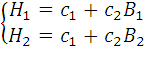 H₁ = c₁ + c₂B₁
H₂ = c₁ + c₂B₂